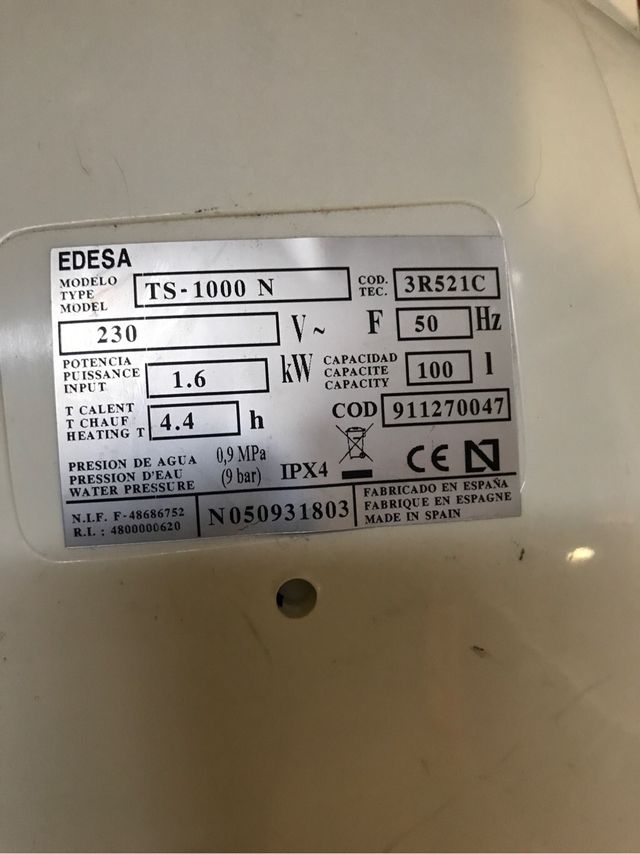 EDESA
MODELO
TYPE
MODEL
TS-1000 N
COD.
TEC.
3R521C
230 V~ F 50 Hz
POTENCIA
PUISSANCE
INPUT
1.6 kW
CAPACIDAD
CAPACITE
CAPACITY
100 l
T CALENT
T CHAUF
HEATING T
4.4 h
COD 911270047
PRESION DE AGUA
PRESSION D'EAU
WATER PRESSURE
0,9 MPa
(9 bar)
IPX4
CE N
N.I.F. F-48686752
R.I. : 4800000620
N 050931803
FABRICADO EN ESPAÑA
FABRIQUE EN ESPAGNE
MADE IN SPAIN